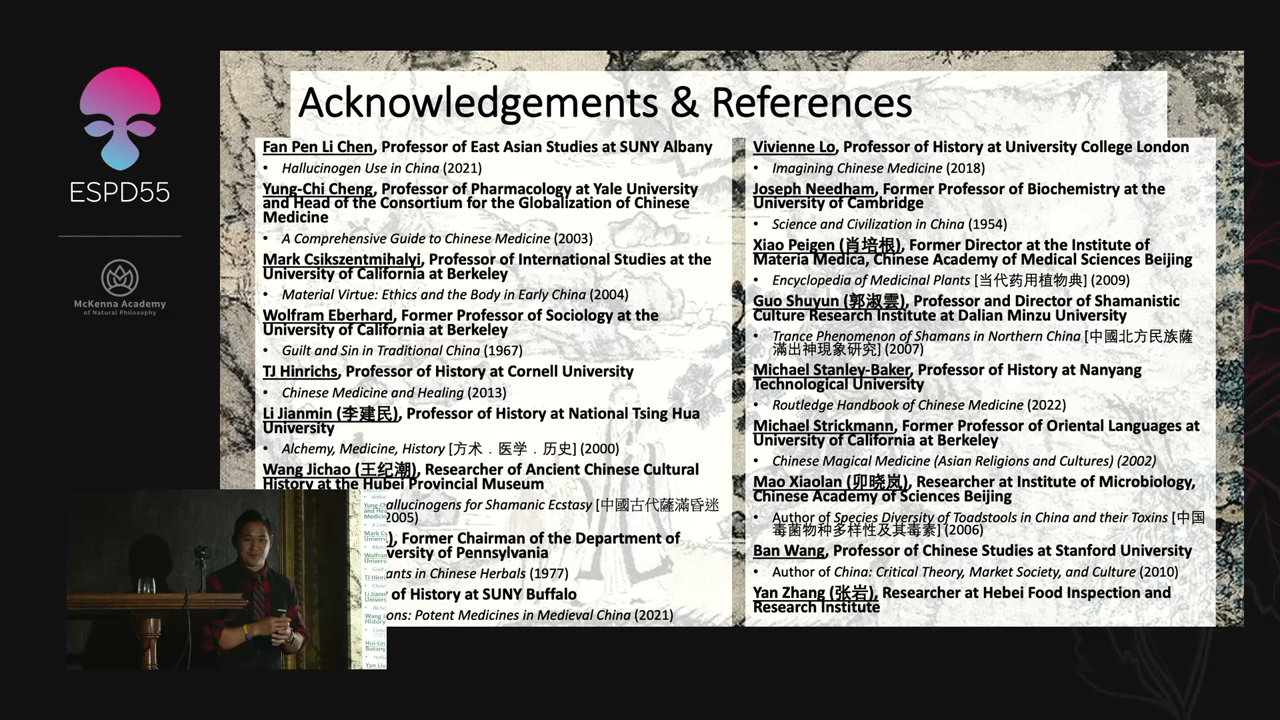 ESPD55
McKenna Academy
of Natural Philosophy
Acknowledgements & References
Fan Pen Li Chen, Professor of East Asian Studies at SUNY Albany
• Hallucinogen Use in China (2021)
Yung-Chi Cheng, Professor of Pharmacology at Yale University
and Head of the Consortium for the Globalization of Chinese
Medicine
• A Comprehensive Guide to Chinese Medicine (2003)
Mark Csikszentmihalyi, Professor of International Studies at the
University of California at Berkeley
• Material Virtue: Ethics and the Body in Early China (2004)
Wolfram Eberhard, Former Professor of Sociology at the
University of California at Berkeley
• Guilt and Sin in Traditional China (1967)
TJ Hinrichs, Professor of History at Cornell University
• Chinese Medicine and Healing (2013)
Li Jianmin (李建民), Professor of History at National Tsing Hua
University
• Alchemy, Medicine, History [方术．医学．历史] (2000)
Wang Jichao (王纪潮), Researcher of Ancient Chinese Cultural
History at the Hubei Provincial Museum
allucinogens for Shamanic Ecstasy [中國古代薩滿昏迷
2005)
), Former Chairman of the Department of
versity of Pennsylvania
ants in Chinese Herbals (1977)
of History at SUNY Buffalo
ons: Potent Medicines in Medieval China (2021)
Vivienne Lo, Professor of History at University College London
• Imagining Chinese Medicine (2018)
Joseph Needham, Former Professor of Biochemistry at the
University of Cambridge
• Science and Civilization in China (1954)
Xiao Peigen (肖培根), Former Director at the Institute of
Materia Medica, Chinese Academy of Medical Sciences Beijing
• Encyclopedia of Medicinal Plants [当代药用植物典] (2009)
Guo Shuyun (郭淑雲), Professor and Director of Shamanistic
Culture Research Institute at Dalian Minzu University
• Trance Phenomenon of Shamans in Northern China [中國北方民族薩
滿出神現象研究] (2007)
Michael Stanley-Baker, Professor of History at Nanyang
Technological University
• Routledge Handbook of Chinese Medicine (2022)
Michael Strickmann, Former Professor of Oriental Languages at
University of California at Berkeley
• Chinese Magical Medicine (Asian Religions and Cultures) (2002)
Mao Xiaolan (卯晓岚), Researcher at Institute of Microbiology,
Chinese Academy of Sciences Beijing
• Author of Species Diversity of Toadstools in China and their Toxins [中国
毒菌物种多样性及其毒素] (2006)
Ban Wang, Professor of Chinese Studies at Stanford University
• Author of China: Critical Theory, Market Society, and Culture (2010)
Yan Zhang (张岩), Researcher at Hebei Food Inspection and
Research Institute